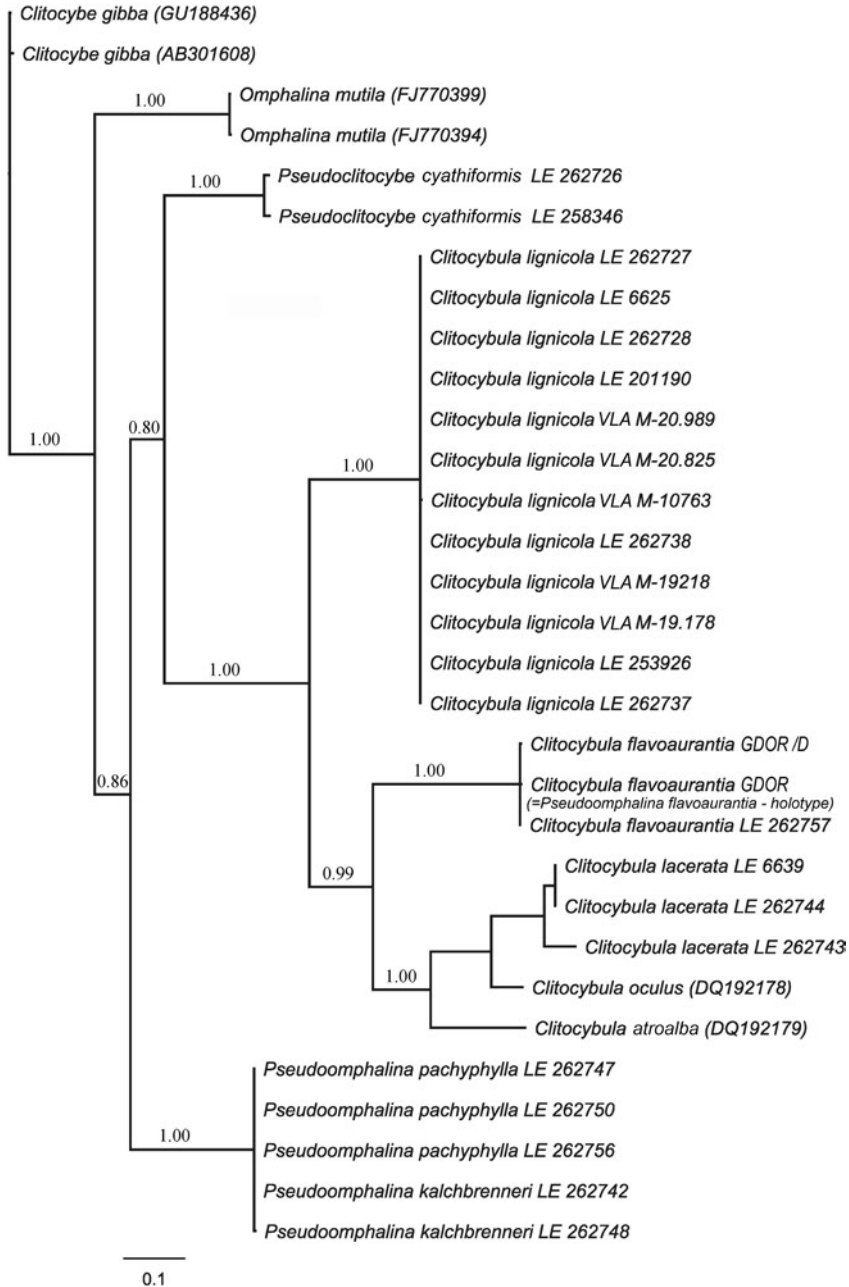 Clitocybe gibba (GU188436)
Clitocybe gibba (AB301608)
1.00
Omphalina mutila (FJ770399)
Omphalina mutila (FJ770394)
1.00
Pseudoclitocybe cyathiformis LE 262726
Pseudoclitocybe cyathiformis LE 258346
Clitocybula lignicola LE 262727
Clitocybula lignicola LE 6625
Clitocybula lignicola LE 262728
Clitocybula lignicola LE 201190
Clitocybula lignicola VLA M-20.989
0.80
1.00
Clitocybula lignicola VLA M-20.825
1.00
Clitocybula lignicola VLA M-10763
Clitocybula lignicola LE 262738
Clitocybula lignicola VLA M-19218
Clitocybula lignicola VLA M-19.178
1.00
Clitocybula lignicola LE 253926
Clitocybula lignicola LE 262737
Clitocybula flavoaurantia GDOR /D
0.86
1.00
Clitocybula flavoaurantia GDOR
(=Pseudoomphalina flavoaurantia - holotype)
Clitocybula flavoaurantia LE 262757
0.99
Clitocybula lacerata LE 6639
Clitocybula lacerata LE 262744
Clitocybula lacerata LE 262743
1.00
Clitocybula oculus (DQ192178)
Clitocybula atroalba (DQ192179)
Pseudoomphalina pachyphylla LE 262747
Pseudoomphalina pachyphylla LE 262750
1.00
Pseudoomphalina pachyphylla LE 262756
Pseudoomphalina kalchbrenneri LE 262742
Pseudoomphalina kalchbrenneri LE 262748
0.1